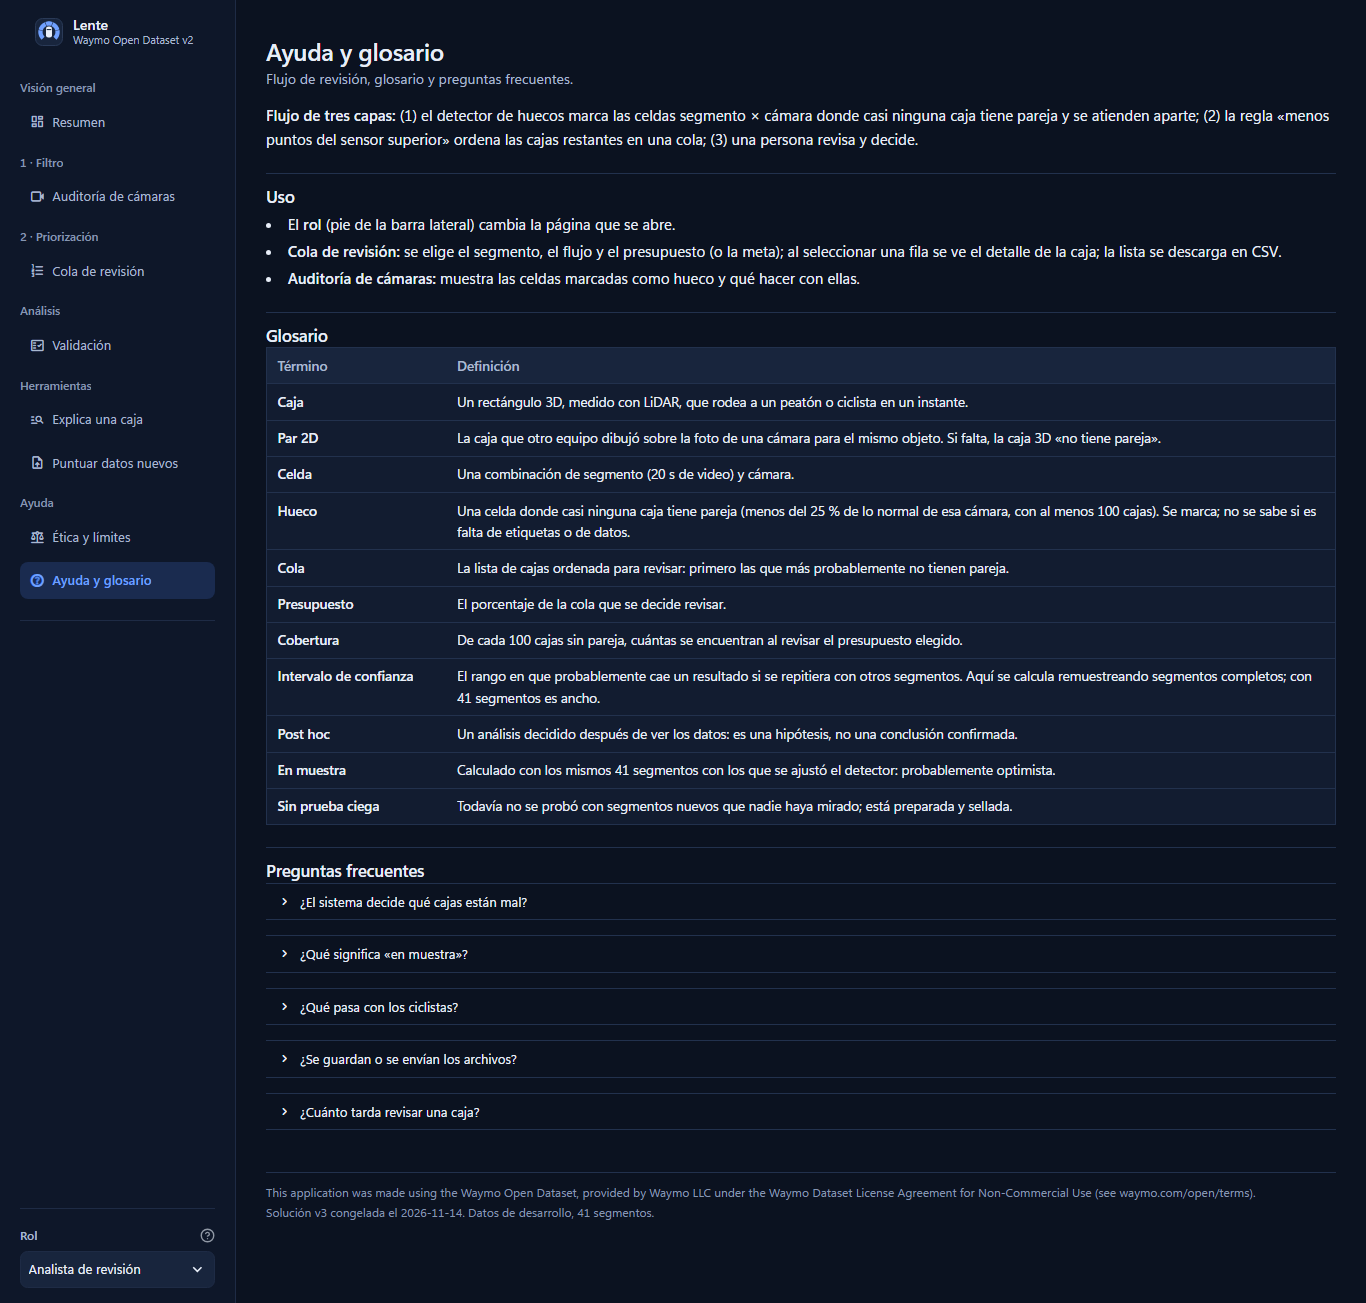 Lente
Waymo Open Dataset v2
Visión general
Resumen
1 · Filtro
Auditoría de cámaras
2 · Priorización
Cola de revisión
Análisis
Validación
Herramientas
Explica una caja
Puntuar datos nuevos
Ayuda
Ética y límites
Ayuda y glosario
Rol
Analista de revisión
Ayuda y glosario
Flujo de revisión, glosario y preguntas frecuentes.
Flujo de tres capas: (1) el detector de huecos marca las celdas segmento × cámara donde casi ninguna caja tiene pareja y se atienden aparte; (2) la regla «menos
puntos del sensor superior» ordena las cajas restantes en una cola; (3) una persona revisa y decide.
Uso
• El rol (pie de la barra lateral) cambia la página que se abre.
• Cola de revisión: se elige el segmento, el flujo y el presupuesto (o la meta); al seleccionar una fila se ve el detalle de la caja; la lista se descarga en CSV.
• Auditoría de cámaras: muestra las celdas marcadas como hueco y qué hacer con ellas.
Glosario
Término Definición
Caja Un rectángulo 3D, medido con LiDAR, que rodea a un peatón o ciclista en un instante.
Par 2D La caja que otro equipo dibujó sobre la foto de una cámara para el mismo objeto. Si falta, la caja 3D «no tiene pareja».
Celda Una combinación de segmento (20 s de video) y cámara.
Hueco Una celda donde casi ninguna caja tiene pareja (menos del 25 % de lo normal de esa cámara, con al menos 100 cajas). Se marca; no se sabe si es
falta de etiquetas o de datos.
Cola La lista de cajas ordenada para revisar: primero las que más probablemente no tienen pareja.
Presupuesto El porcentaje de la cola que se decide revisar.
Cobertura De cada 100 cajas sin pareja, cuántas se encuentran al revisar el presupuesto elegido.
Intervalo de confianza El rango en que probablemente cae un resultado si se repitiera con otros segmentos. Aquí se calcula remuestreando segmentos completos; con
41 segmentos es ancho.
Post hoc Un análisis decidido después de ver los datos: es una hipótesis, no una conclusión confirmada.
En muestra Calculado con los mismos 41 segmentos con los que se ajustó el detector: probablemente optimista.
Sin prueba ciega Todavía no se probó con segmentos nuevos que nadie haya mirado; está preparada y sellada.
Preguntas frecuentes
¿El sistema decide qué cajas están mal?
¿Qué significa «en muestra»?
¿Qué pasa con los ciclistas?
¿Se guardan o se envían los archivos?
¿Cuánto tarda revisar una caja?
This application was made using the Waymo Open Dataset, provided by Waymo LLC under the Waymo Dataset License Agreement for Non-Commercial Use (see waymo.com/open/terms).
Solución v3 congelada el 2026-11-14. Datos de desarrollo, 41 segmentos.